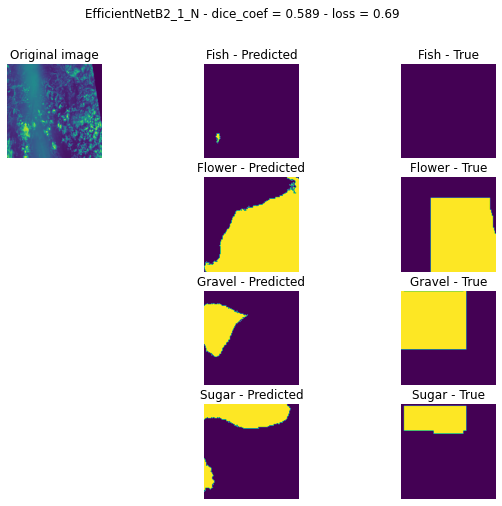 EfficientNetB2_1_N - dice_coef = 0.589 - loss = 0.69
Original image
Fish - Predicted
Fish - True
Flower - Predicted
Flower - True
Gravel - Predicted
Gravel - True
Sugar - Predicted
Sugar - True